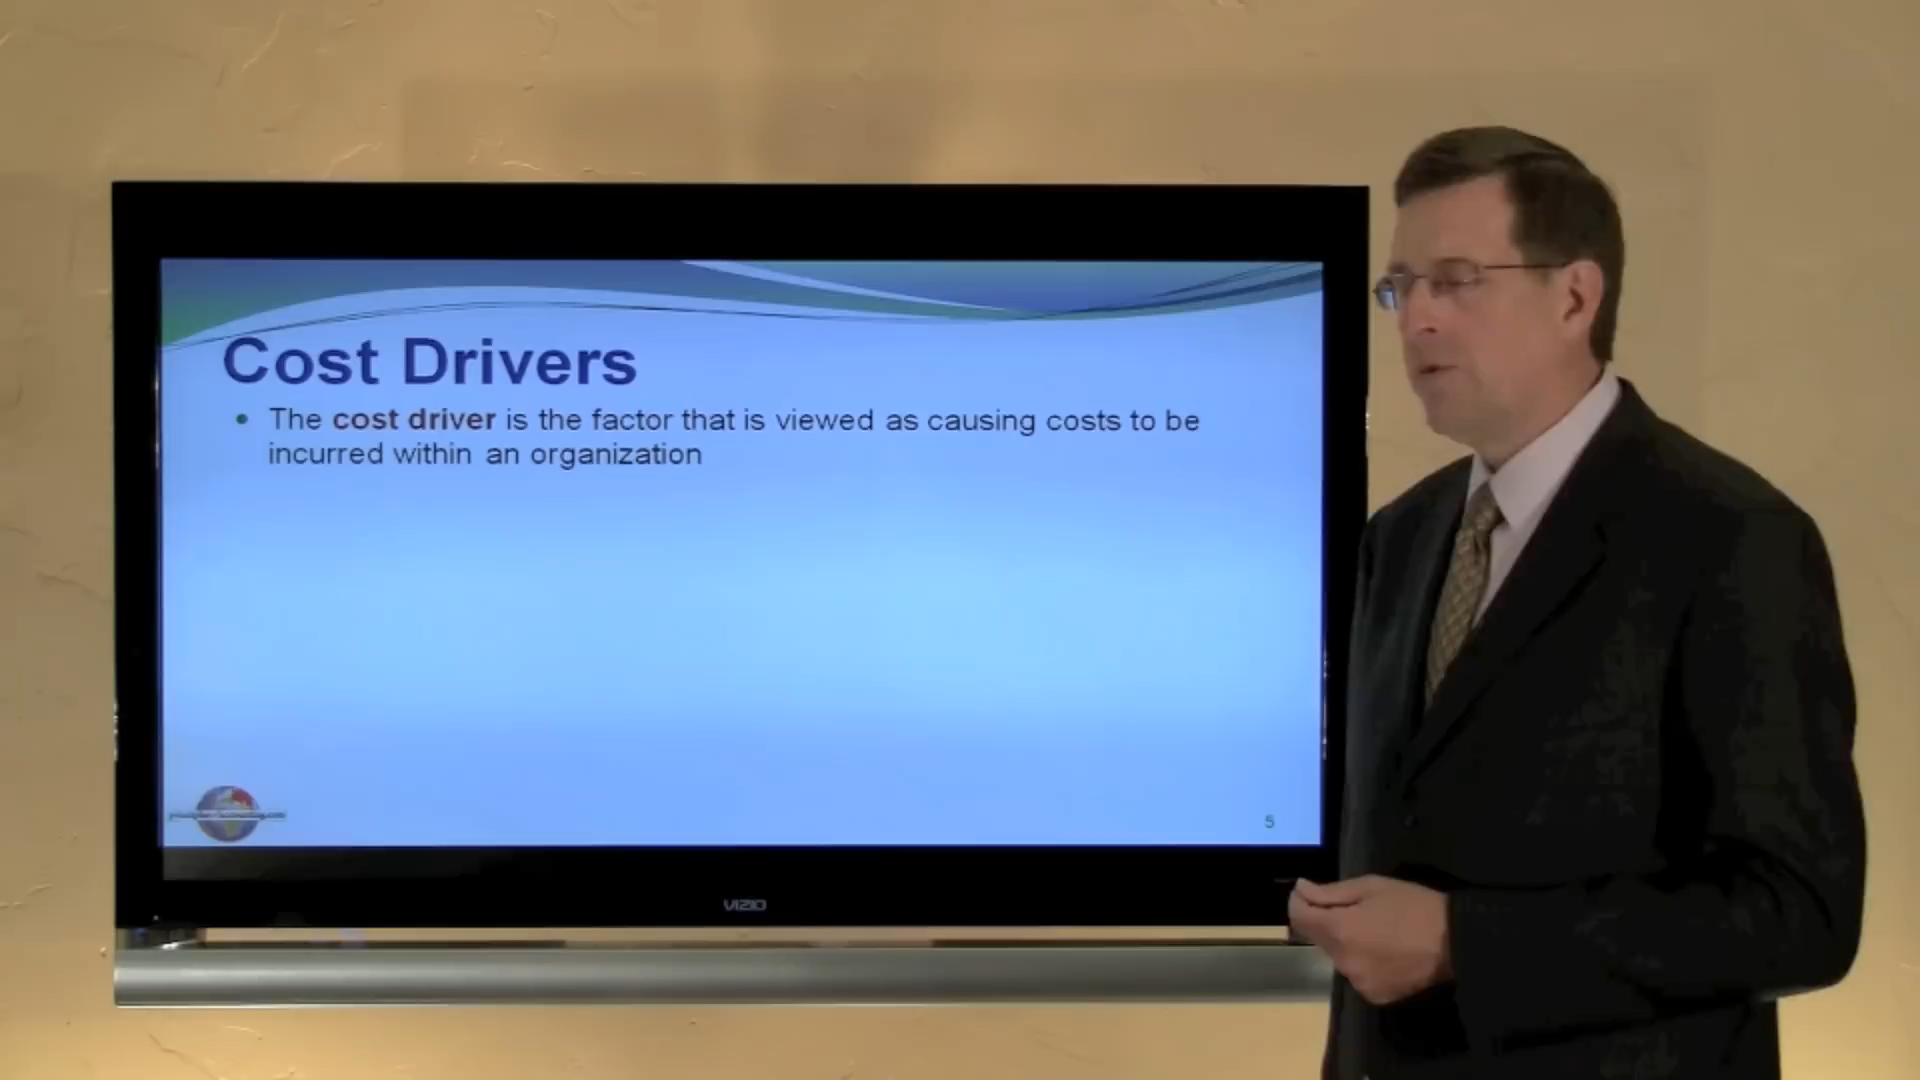 Cost Drivers
• The cost driver is the factor that is viewed as causing costs to be
incurred within an organization
5
VIZIO